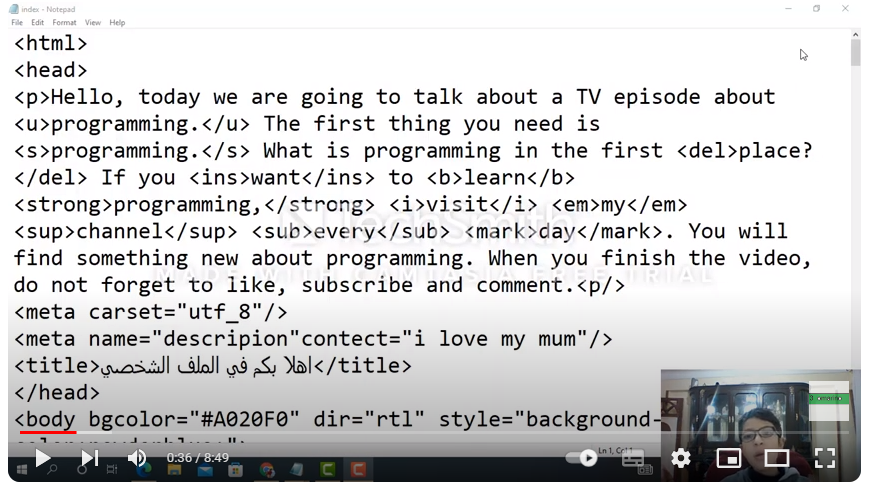 index - Notepad
File Edit Format View Help
<html>
<head>
<p>Hello, today we are going to talk about a TV episode about
<u>programming.</u> The first thing you need is
<s>programming.</s> What is programming in the first <del>place?
</del> If you <ins>want</ins> to <b>learn</b>
<strong>programming,</strong> <i>visit</i> <em>my</em>
<sup>channel</sup> <sub>every</sub> <mark>day</mark>. You will
find something new about programming. When you finish the video,
do not forget to like, subscribe and comment.<p/>
TechSmith
MADE WITH CAMTASIA FREE TRIAL
<meta carset="utf_8"/>
<meta name="descripion"contect="i love my mum"/>
<title>اهلا بكم في الملف الشخصي</title>
</head>
<body bgcolor="#A020F0" dir="rtl" style="background-
0:36 / 8:49